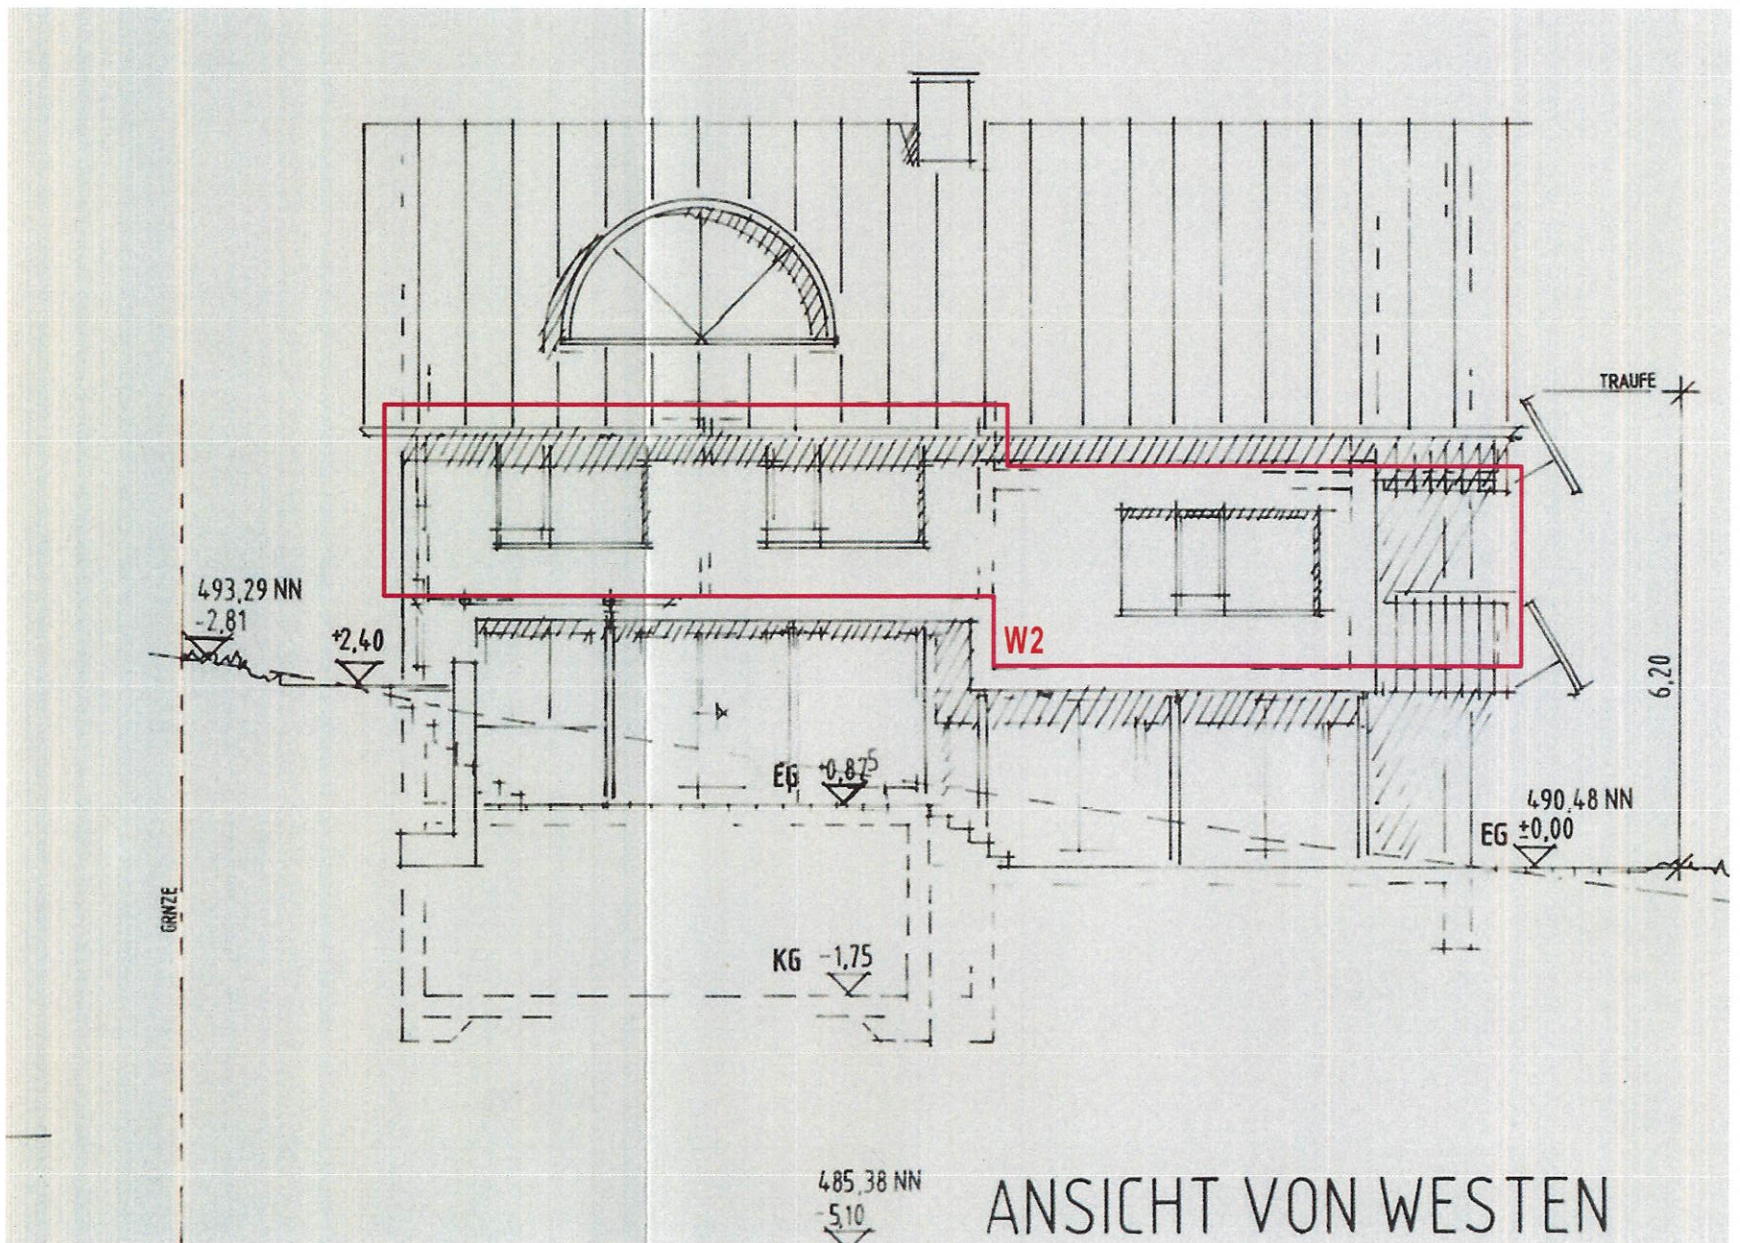 TRAUFE
493,29 NN
-2,81
+2,40
W2
6,20
EG +0,87⁵
490,48 NN
EG ±0,00
GRNZE
KG -1,75
485,38 NN
-5,10
ANSICHT VON WESTEN